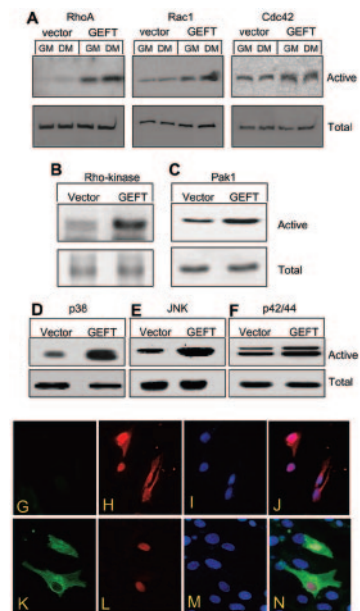 A RhoA Rac1 Cdc42
vector GEFT vector GEFT vector GEFT
GM DM GM DM GM DM GM DM GM DM GM DM
Active
Total
B Rho-kinase C Pak1
Vector GEFT Vector GEFT
Active
Total
D p38 E JNK F p42/44
Vector GEFT Vector GEFT Vector GEFT
Active
Total
G H I J
K L M N